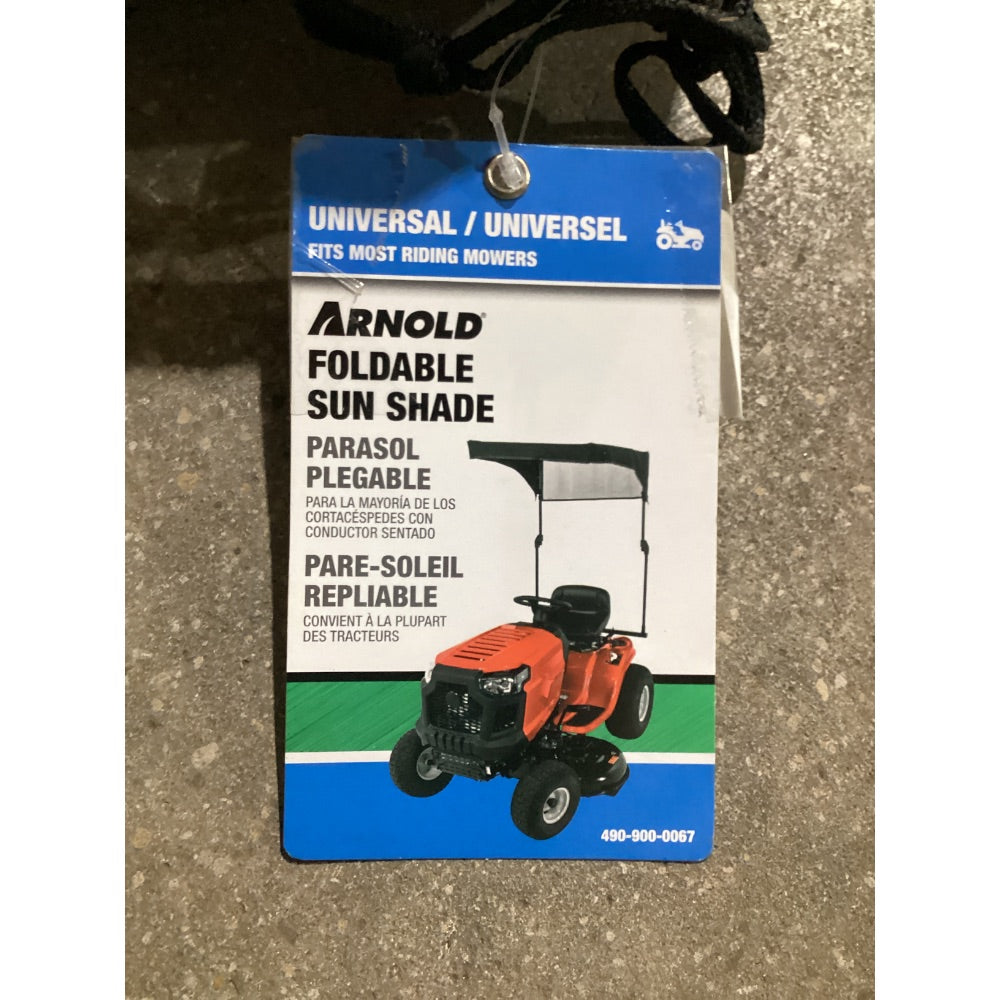 UNIVERSAL / UNIVERSEL
FITS MOST RIDING MOWERS
ARNOLD®
FOLDABLE
SUN SHADE
PARASOL
PLEGABLE
PARA LA MAYORÍA DE LOS
CORTACÉSPEDES CON
CONDUCTOR SENTADO
PARE-SOLEIL
REPLIABLE
CONVIENT À LA PLUPART
DES TRACTEURS
490-900-0067